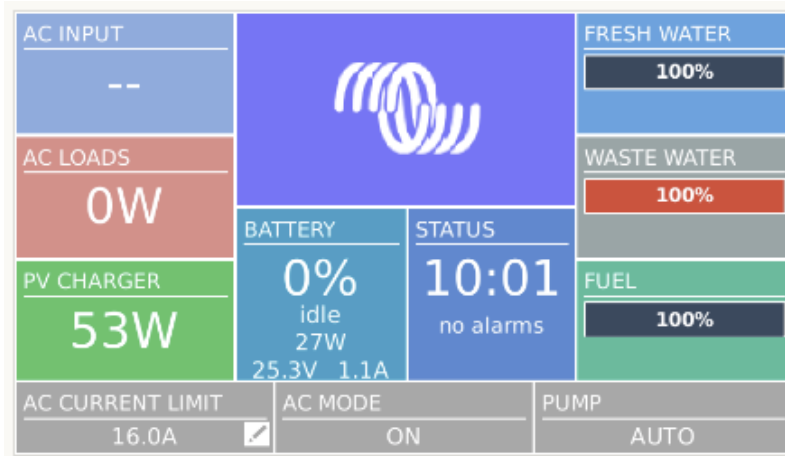 AC INPUT
--
AC LOADS
0W
PV CHARGER
53W
BATTERY
0%
idle
27W
25.3V 1.1A
STATUS
10:01
no alarms
FRESH WATER
100%
WASTE WATER
100%
FUEL
100%
AC CURRENT LIMIT
16.0A
AC MODE
ON
PUMP
AUTO